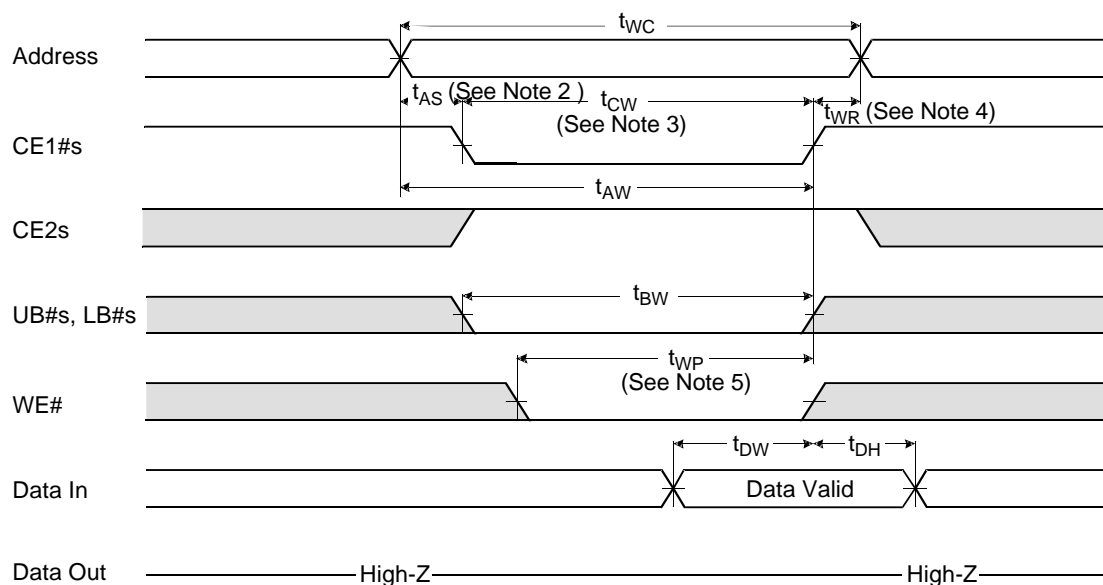 tWC
Address
tAS (See Note 2 )
tCW
(See Note 3)
tWR (See Note 4)
CE1#s
tAW
CE2s
tBW
UB#s, LB#s
tWP
(See Note 5)
WE#
tDW
tDH
Data In
Data Valid
Data Out
High-Z
High-Z